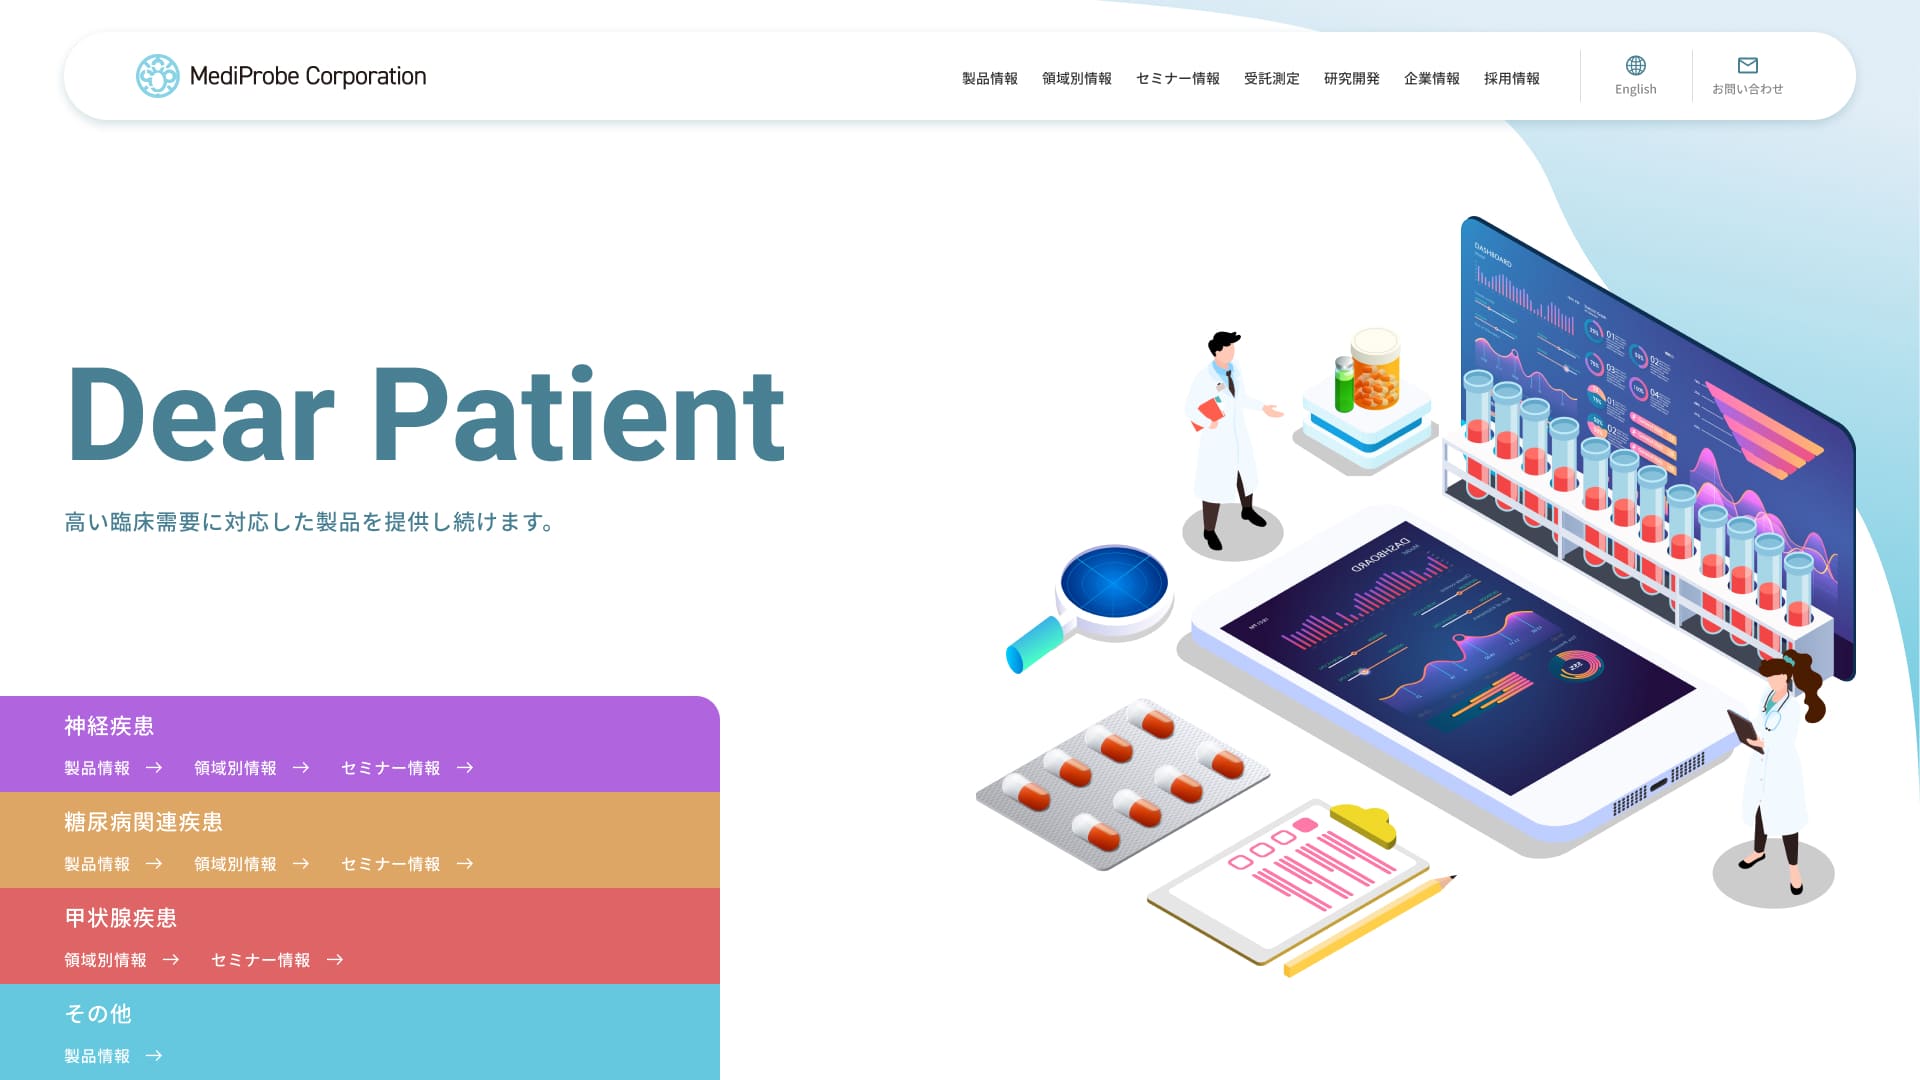 MediProbe Corporation
製品情報 領域別情報 セミナー情報 受託測定 研究開発 企業情報 採用情報
English
お問い合わせ
Dear Patient
高い臨床需要に対応した製品を提供し続けます。
神経疾患
製品情報 → 領域別情報 → セミナー情報 →
糖尿病関連疾患
製品情報 → 領域別情報 → セミナー情報 →
甲状腺疾患
領域別情報 → セミナー情報 →
その他
製品情報 →
DASHBOARD
01
02
03
04
01
02
DASHBOARD